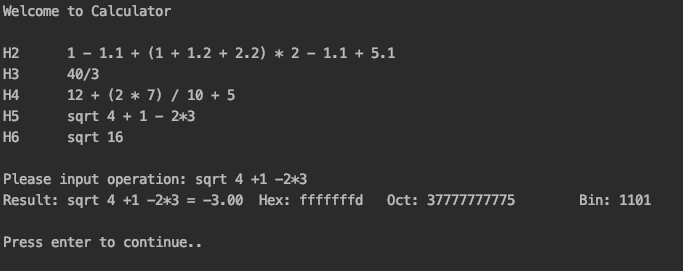 Welcome to Calculator
H2 1 - 1.1 + (1 + 1.2 + 2.2) * 2 - 1.1 + 5.1
H3 40/3
H4 12 + (2 * 7) / 10 + 5
H5 sqrt 4 + 1 - 2*3
H6 sqrt 16
Please input operation: sqrt 4 +1 -2*3
Result: sqrt 4 +1 -2*3 = -3.00 Hex: fffffffd Oct: 37777777775 Bin: 1101
Press enter to continue..